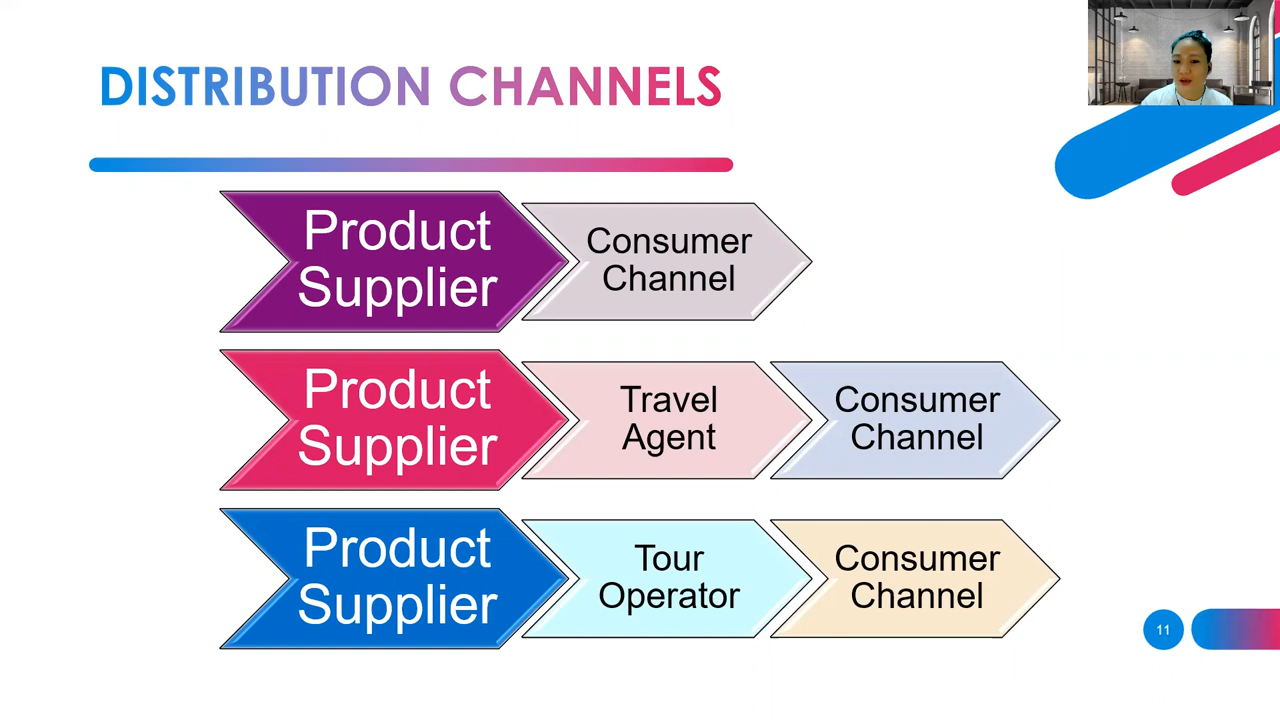 DISTRIBUTION CHANNELS
Product
Supplier
Consumer
Channel
Product
Supplier
Travel
Agent
Consumer
Channel
Product
Supplier
Tour
Operator
Consumer
Channel
11